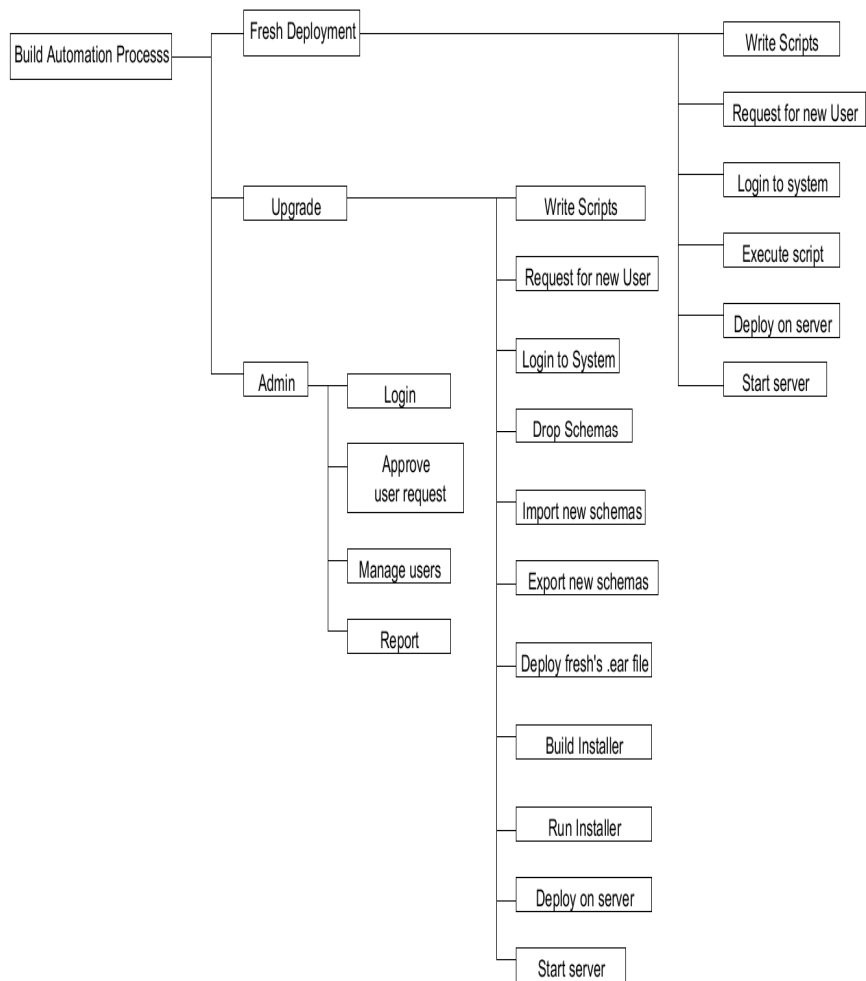 Build Automation Processs
Fresh Deployment
Write Scripts
Request for new User
Login to system
Execute script
Deploy on server
Start server
Upgrade
Write Scripts
Request for new User
Login to System
Drop Schemas
Import new schemas
Export new schemas
Deploy fresh's .ear file
Build Installer
Run Installer
Deploy on server
Start server
Admin
Login
Approve
user request
Manage users
Report